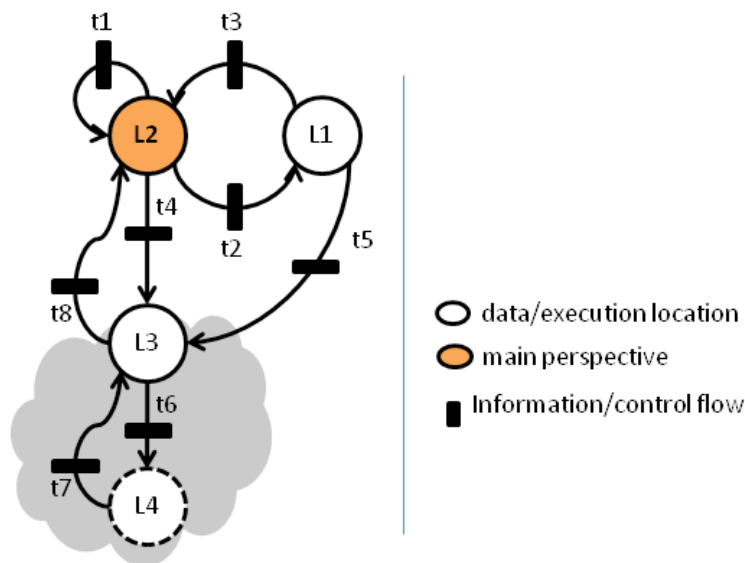 t1
t3
L2
L1
t4
t2
t5
t8
L3
t6
t7
L4
data/execution location
main perspective
Information/control flow